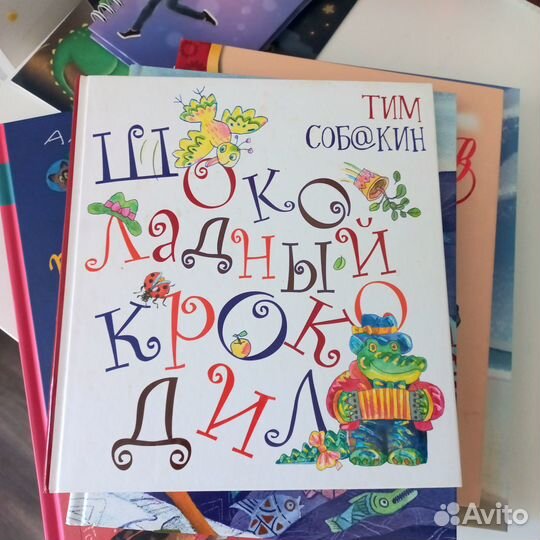 ТИМ
СОБ@КИН
ШОКО
ЛАДНЫЙ
КРОКО
ДИЛ
Avito